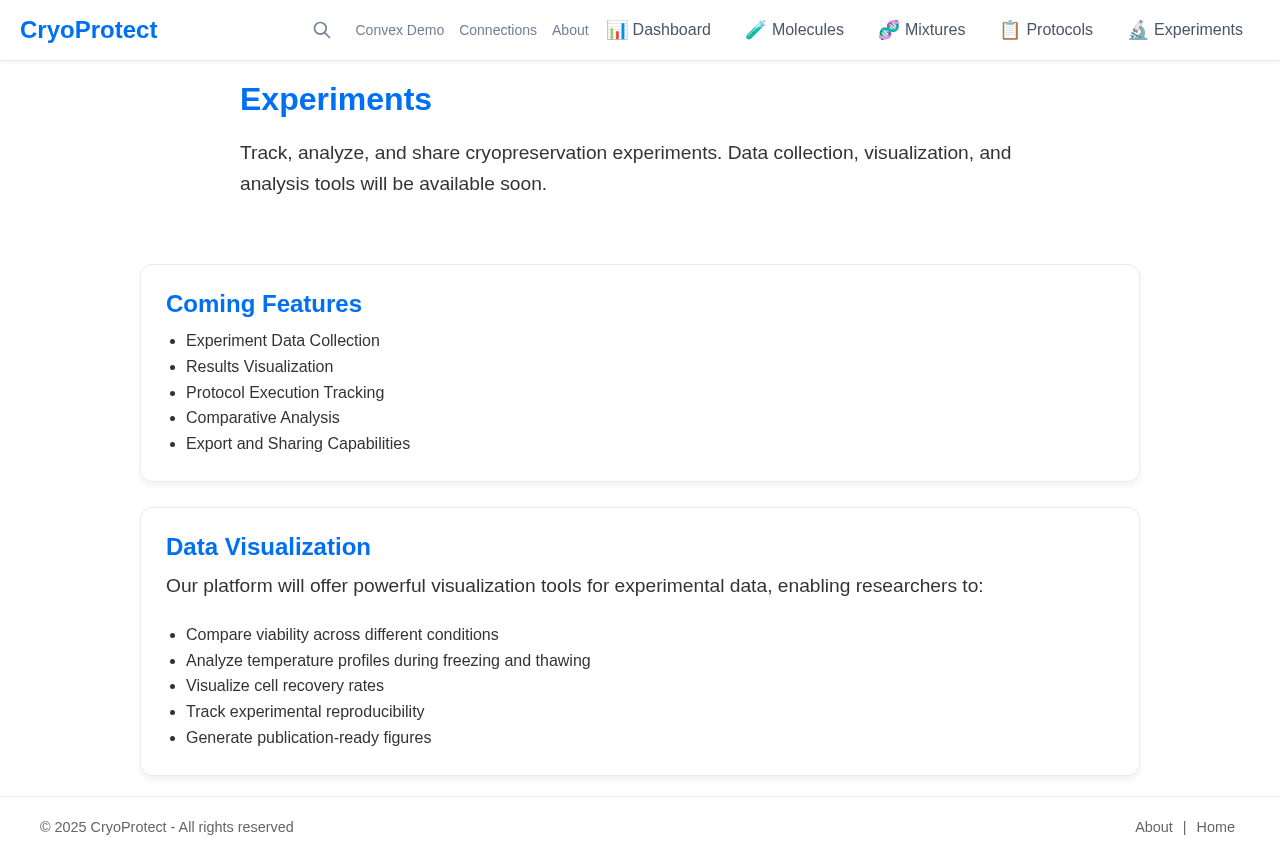 CryoProtect
Convex Demo Connections About 📊 Dashboard 🧪 Molecules 🧬 Mixtures 📋 Protocols 🔬 Experiments
Experiments
Track, analyze, and share cryopreservation experiments. Data collection, visualization, and
analysis tools will be available soon.
Coming Features
• Experiment Data Collection
• Results Visualization
• Protocol Execution Tracking
• Comparative Analysis
• Export and Sharing Capabilities
Data Visualization
Our platform will offer powerful visualization tools for experimental data, enabling researchers to:
• Compare viability across different conditions
• Analyze temperature profiles during freezing and thawing
• Visualize cell recovery rates
• Track experimental reproducibility
• Generate publication-ready figures
© 2025 CryoProtect - All rights reserved
About | Home